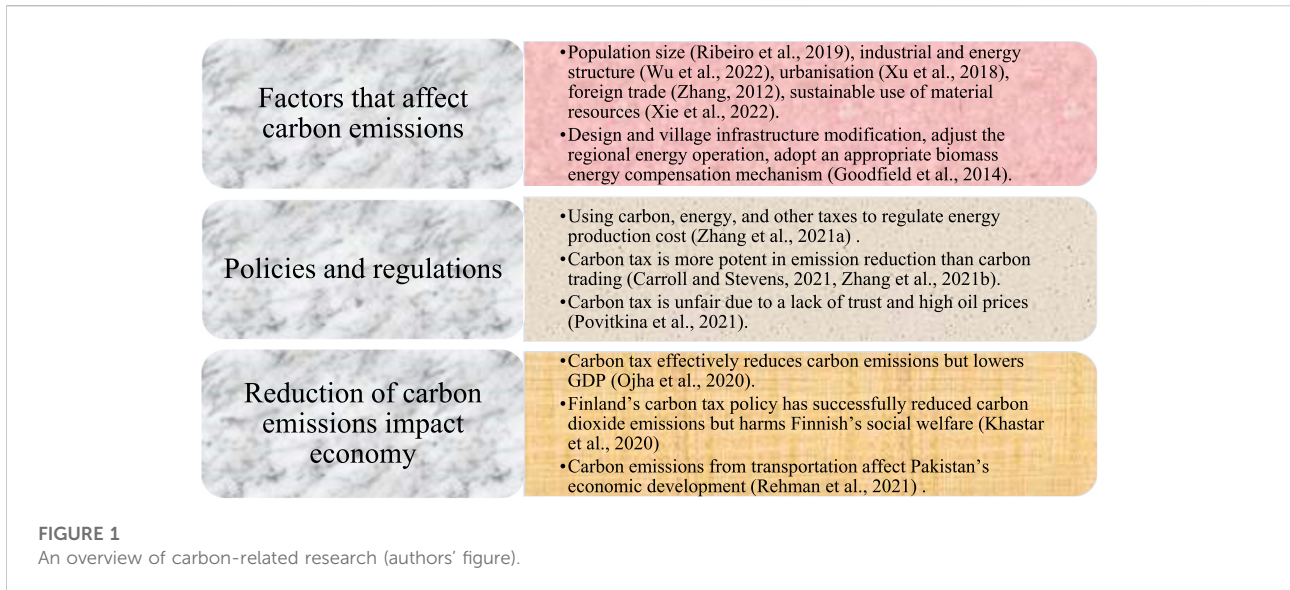 Factors that affect
carbon emissions
•Population size (Ribeiro et al., 2019), industrial and energy
structure (Wu et al., 2022), urbanisation (Xu et al., 2018),
foreign trade (Zhang, 2012), sustainable use of material
resources (Xie et al., 2022).
•Design and village infrastructure modification, adjust the
regional energy operation, adopt an appropriate biomass
energy compensation mechanism (Goodfield et al., 2014).
Policies and regulations
•Using carbon, energy, and other taxes to regulate energy
production cost (Zhang et al., 2021a) .
•Carbon tax is more potent in emission reduction than carbon
trading (Carroll and Stevens, 2021, Zhang et al., 2021b).
•Carbon tax is unfair due to a lack of trust and high oil prices
(Povitkina et al., 2021).
Reduction of carbon
emissions impact
economy
•Carbon tax effectively reduces carbon emissions but lowers
GDP (Ojha et al., 2020).
•Finland’s carbon tax policy has successfully reduced carbon
dioxide emissions but harms Finnish’s social welfare (Khastar
et al., 2020)
•Carbon emissions from transportation affect Pakistan’s
economic development (Rehman et al., 2021) .
FIGURE 1
An overview of carbon-related research (authors’ figure).